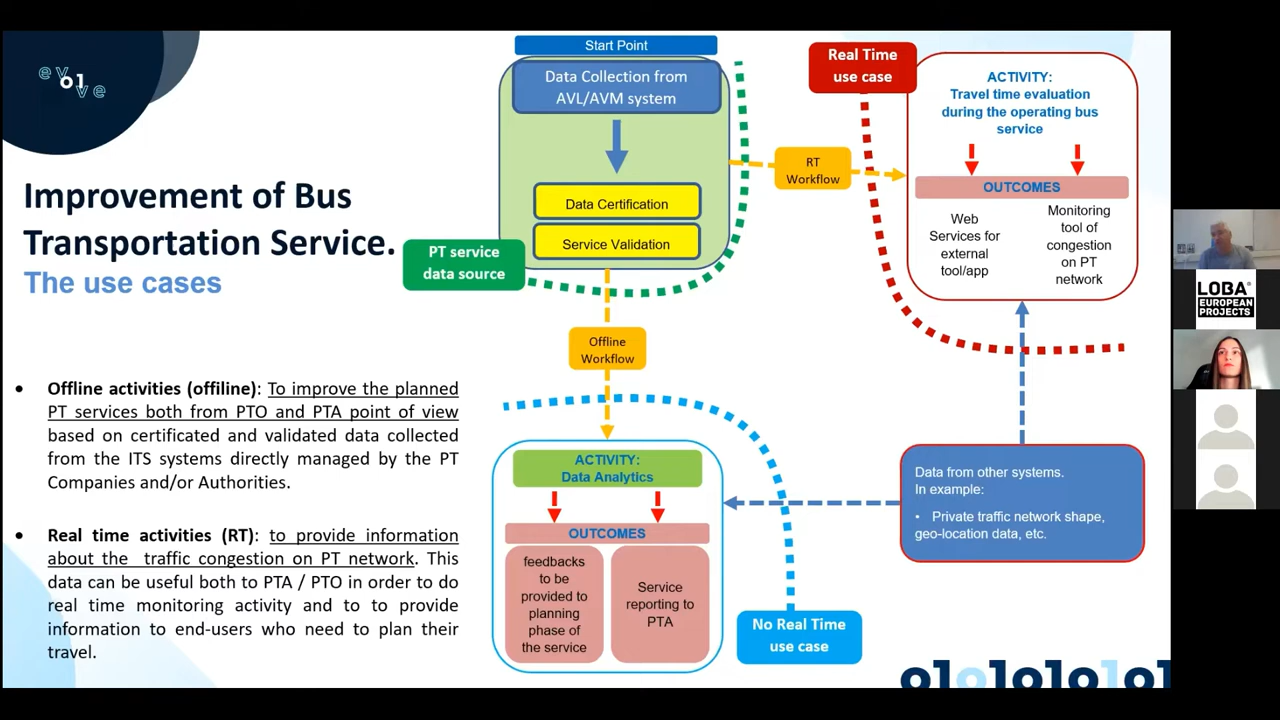 ev
o1
ve
Improvement of Bus
Transportation Service.
The use cases
Offline activities (offiline): To improve the planned
PT services both from PTO and PTA point of view
based on certificated and validated data collected
from the ITS systems directly managed by the PT
Companies and/or Authorities.
Real time activities (RT): to provide information
about the traffic congestion on PT network. This
data can be useful both to PTA / PTO in order to do
real time monitoring activity and to to provide
information to end-users who need to plan their
travel.
Start Point
Data Collection from
AVL/AVM system
Data Certification
Service Validation
PT service
data source
RT
Workflow
Offline
Workflow
Real Time
use case
ACTIVITY:
Travel time evaluation
during the operating bus
service
OUTCOMES
Web
Services for
external
tool/app
Monitoring
tool of
congestion
on PT
network
ACTIVITY:
Data Analytics
OUTCOMES
feedbacks
to be
provided to
planning
phase of
the service
Service
reporting to
PTA
No Real Time
use case
Data from other systems.
In example:
• Private traffic network shape,
geo-location data, etc.
o1o1o1o1o1o1
LOBA®
EUROPEAN
PROJECTS